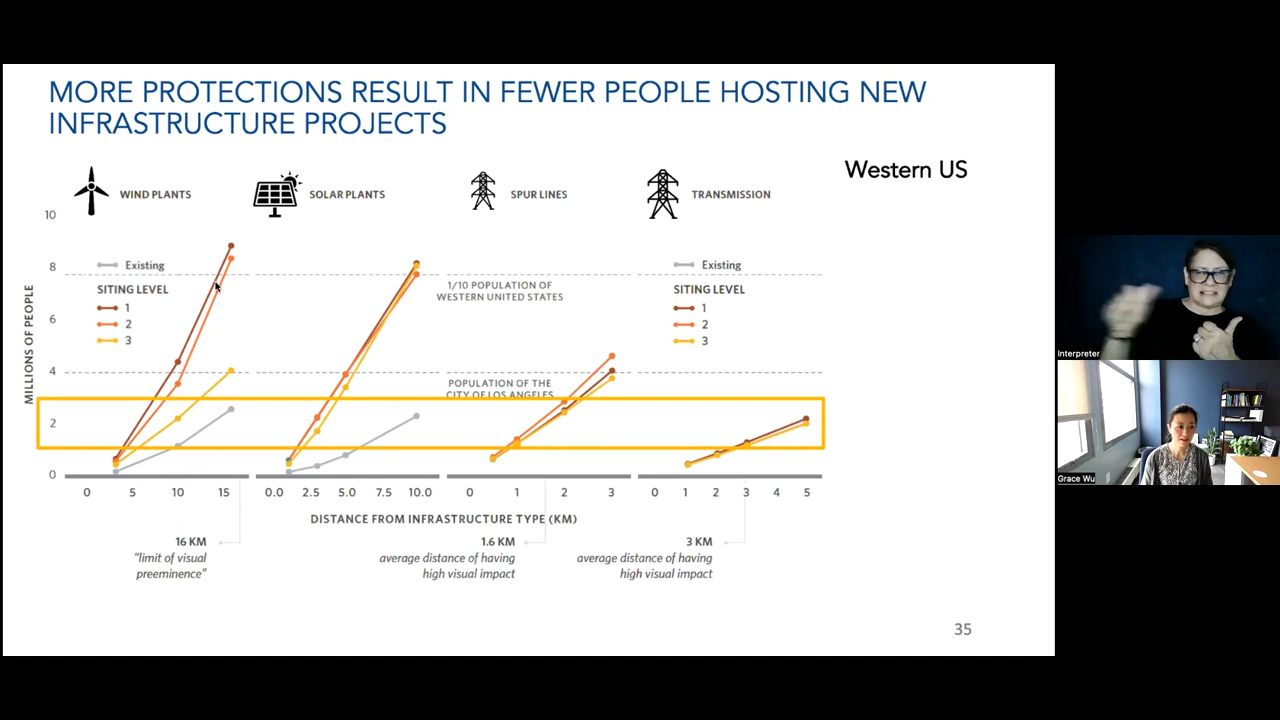 MORE PROTECTIONS RESULT IN FEWER PEOPLE HOSTING NEW
INFRASTRUCTURE PROJECTS
Western US
WIND PLANTS
SOLAR PLANTS
SPUR LINES
TRANSMISSION
MILLIONS OF PEOPLE
10
8
6
4
2
0
Existing
SITING LEVEL
1
2
3
1/10 POPULATION OF
WESTERN UNITED STATES
POPULATION OF THE
CITY OF LOS ANGELES
Existing
SITING LEVEL
1
2
3
0 5 10 15
0.0 2.5 5.0 7.5 10.0
0 1 2 3
0 1 2 3 4 5
DISTANCE FROM INFRASTRUCTURE TYPE (KM)
16 KM
"limit of visual
preeminence"
1.6 KM
average distance of having
high visual impact
3 KM
average distance of having
high visual impact
35
Interpreter
Grace Wu